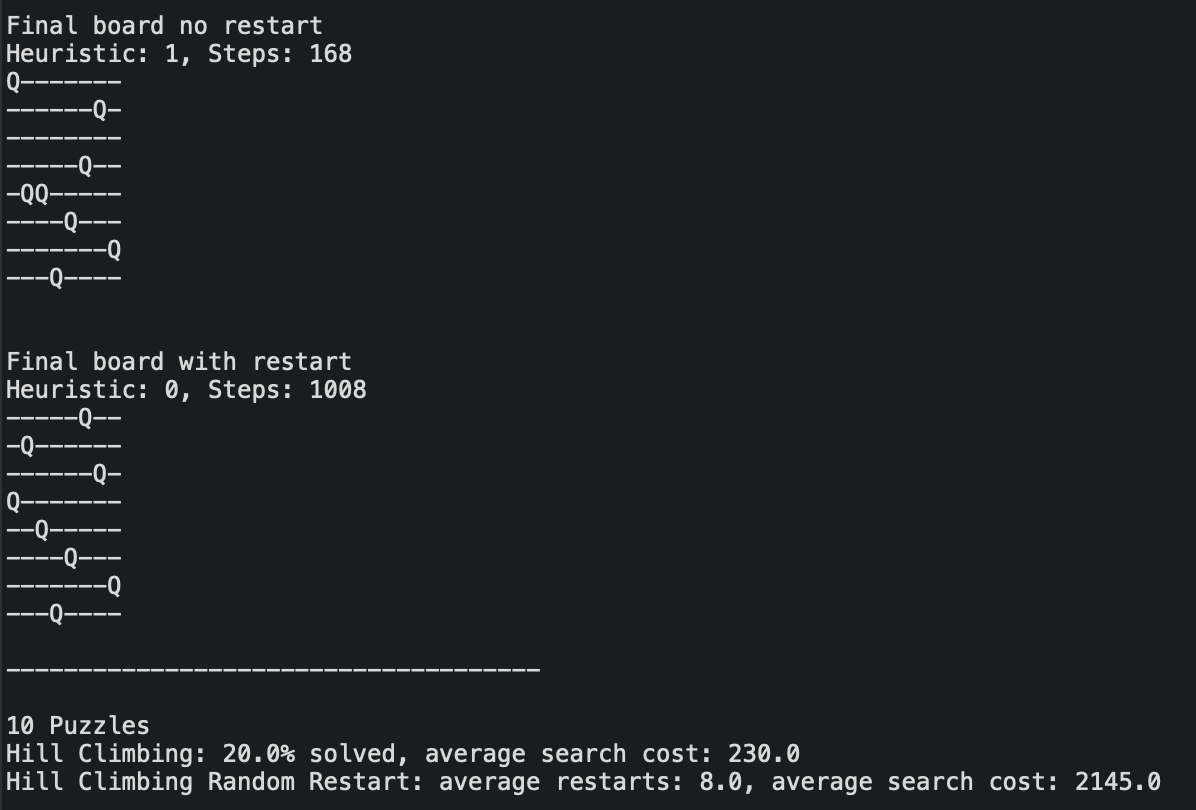 Final board no restart
Heuristic: 1, Steps: 168
Q-------
------Q-
--------
-----Q--
-QQ-----
----Q---
-------Q
---Q----
Final board with restart
Heuristic: 0, Steps: 1008
-----Q--
-Q------
------Q-
Q-------
--Q-----
----Q---
-------Q
---Q----
-------------------------------------
10 Puzzles
Hill Climbing: 20.0% solved, average search cost: 230.0
Hill Climbing Random Restart: average restarts: 8.0, average search cost: 2145.0